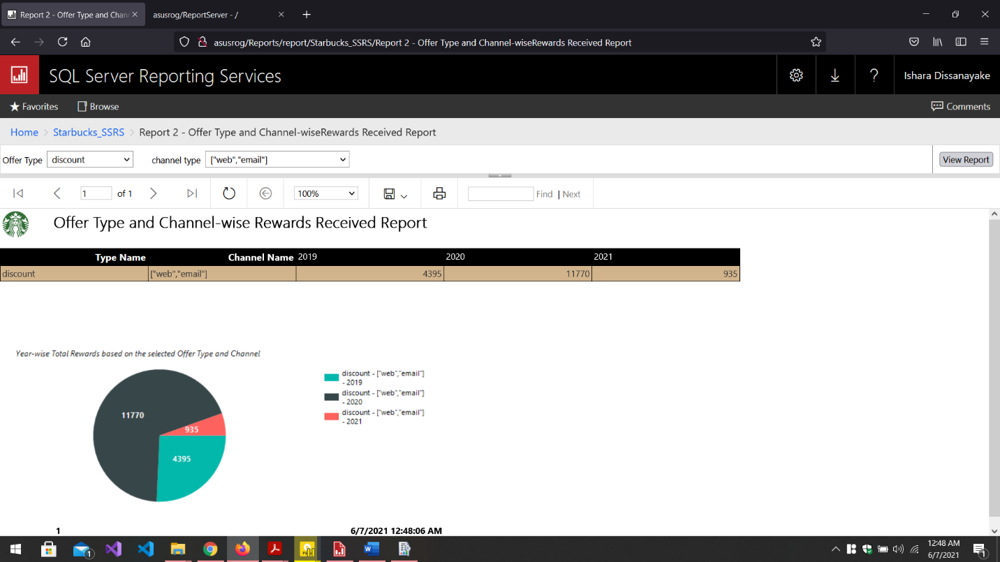 Report 2 - Offer Type and Chan
asusrog/ReportServer - /
asusrog/Reports/report/Starbucks_SSRS/Report 2 - Offer Type and Channel-wiseRewards Received Report
SQL Server Reporting Services
? Ishara Dissanayake
Favorites Browse Comments
Home > Starbucks_SSRS > Report 2 - Offer Type and Channel-wiseRewards Received Report
Offer Type discount channel type ["web","email"] View Report
1 of 1 100% Find | Next
Offer Type and Channel-wise Rewards Received Report
Type Name Channel Name 2019 2020 2021
discount ["web","email"] 4395 11770 935
Year-wise Total Rewards based on the selected Offer Type and Channel
discount - ["web","email"]
- 2019
discount - ["web","email"]
- 2020
discount - ["web","email"]
- 2021
11770
935
4395
1 6/7/2021 12:48:06 AM
1
12:48 AM
6/7/2021
1